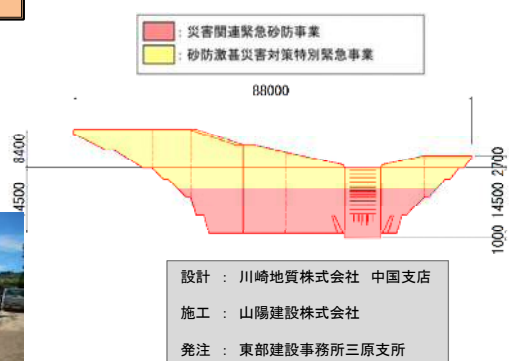 : 災害関連緊急砂防事業
: 砂防激甚災害対策特別緊急事業
88000
8400
14500
2700
14500
1000
設計 : 川崎地質株式会社 中国支店
施工 : 山陽建設株式会社
発注 : 東部建設事務所三原支所